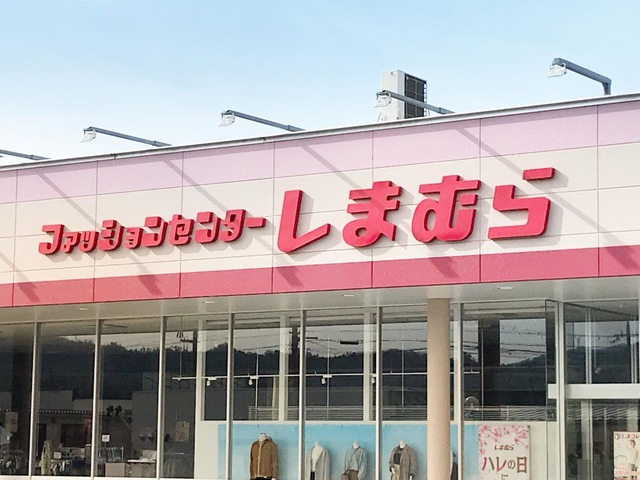 ファッションセンター しまむら
しまむら
ハレの日
に